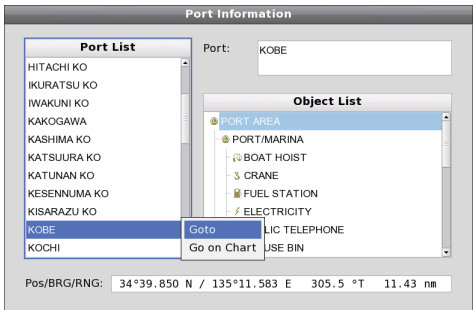 Port Information
Port List
HITACHI KO
IKURATSU KO
IWAKUNI KO
KAKOGAWA
KASHIMA KO
KATSUURA KO
KATUNAN KO
KESENNUMA KO
KISARAZU KO
KOBE
KOCHI
Port:
KOBE
Object List
PORT AREA
PORT/MARINA
BOAT HOIST
CRANE
FUEL STATION
ELECTRICITY
LIC TELEPHONE
USE BIN
Goto
Go on Chart
Pos/BRG/RNG:
34°39.850 N / 135°11.583 E 305.5 °T 11.43 nm